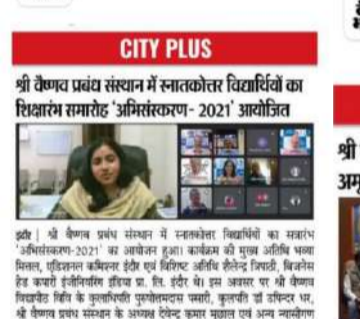 CITY PLUS
श्री वैष्णव प्रबंध संस्थान में स्नातकोत्तर विद्यार्थियों का
शिक्षारंभ समारोह 'अभिसंस्करण- 2021' आयोजित
इंदौर | श्री वैष्णव प्रबंध संस्थान में स्नातकोत्तर विद्यार्थियों का सत्रारंभ
'अभिसंस्करण-2021' का आयोजन हुआ। कार्यक्रम की मुख्य अतिथि भव्या
मित्तल, एडिशनल कमिश्नर इंदौर एवं विशिष्ट अतिथि शैलेन्द्र त्रिपाठी, बिजनेस
हेड कपारो इंजीनियरिंग इंडिया प्रा. लि. इंदौर थे। इस अवसर पर श्री वैष्णव
विद्यापीठ विवि के कुलाधिपति पुरुषोत्तमदास पसारी, कुलपति डॉ उपिन्दर धर,
श्री वैष्णव प्रबंध संस्थान के अध्यक्ष देवेन्द्र कुमार मुछाल एवं अन्य न्यासीगण
श्री